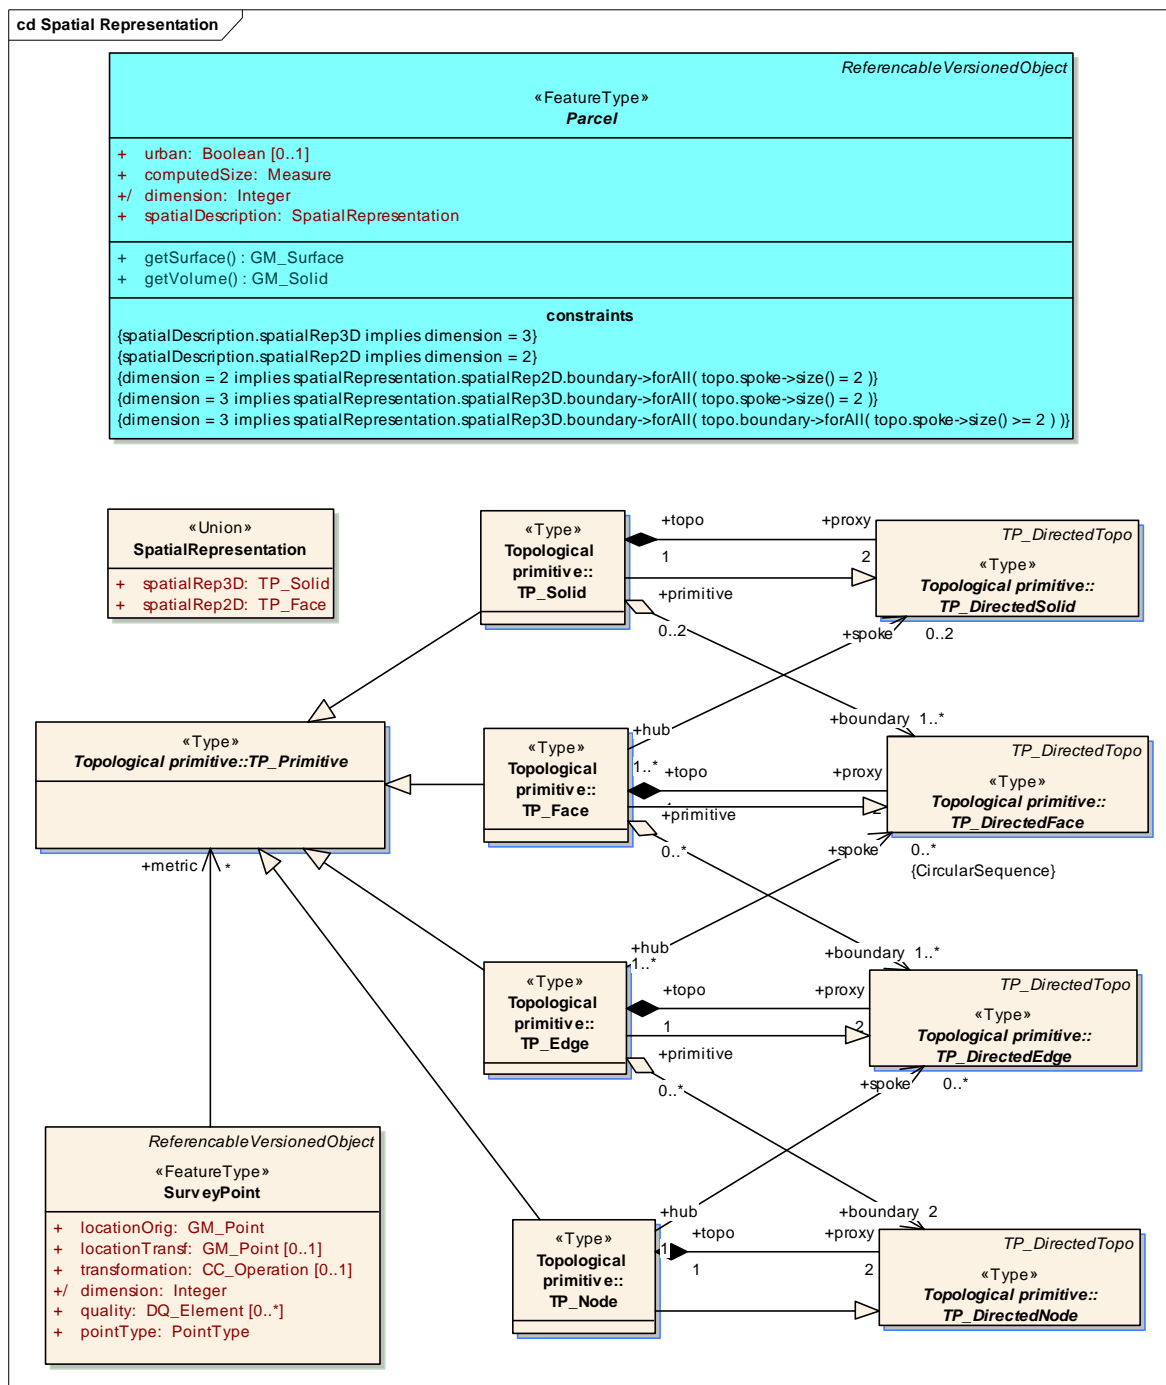 cd Spatial Representation
ReferencableVersionedObject
«FeatureType»
Parcel
+ urban: Boolean [0..1]
+ computedSize: Measure
+/ dimension: Integer
+ spatialDescription: SpatialRepresentation
+ getSurface() : GM_Surface
+ getVolume() : GM_Solid
constraints
{spatialDescription.spatialRep3D implies dimension = 3}
{spatialDescription.spatialRep2D implies dimension = 2}
{dimension = 2 implies spatialRepresentation.spatialRep2D.boundary->forAll( topo.spoke->size() = 2 )}
{dimension = 3 implies spatialRepresentation.spatialRep3D.boundary->forAll( topo.spoke->size() = 2 )}
{dimension = 3 implies spatialRepresentation.spatialRep3D.boundary->forAll( topo.boundary->forAll( topo.spoke->size() >= 2 ) )}
«Union»
SpatialRepresentation
+ spatialRep3D: TP_Solid
+ spatialRep2D: TP_Face
«Type»
Topological
primitive::
TP_Solid
+topo
1
+proxy
2
+primitive
0..2
TP_DirectedTopo
«Type»
Topological primitive::
TP_DirectedSolid
+spoke
0..2
+hub
1..*
+boundary 1..*
«Type»
Topological primitive::TP_Primitive
«Type»
Topological
primitive::
TP_Face
+topo
1
+proxy
2
+primitive
0..*
TP_DirectedTopo
«Type»
Topological primitive::
TP_DirectedFace
+spoke
0..*
{CircularSequence}
+metric
*
+hub
1..*
+boundary 1..*
«Type»
Topological
primitive::
TP_Edge
+topo
1
+proxy
2
+primitive
0..*
TP_DirectedTopo
«Type»
Topological primitive::
TP_DirectedEdge
+spoke
0..*
ReferencableVersionedObject
«FeatureType»
SurveyPoint
+ locationOrig: GM_Point
+ locationTransf: GM_Point [0..1]
+ transformation: CC_Operation [0..1]
+/ dimension: Integer
+ quality: DQ_Element [0..*]
+ pointType: PointType
+hub
1
+boundary 2
«Type»
Topological
primitive::
TP_Node
+topo
1
+proxy
2
TP_DirectedTopo
«Type»
Topological primitive::
TP_DirectedNode